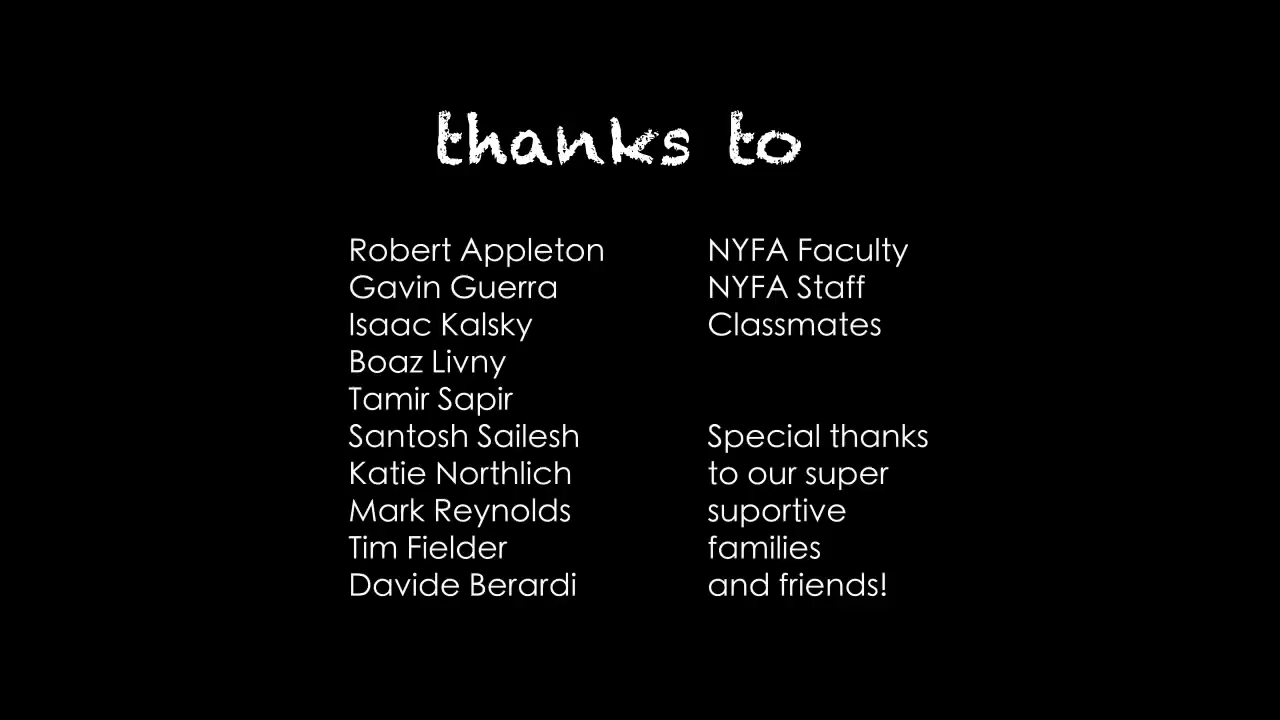 thanks to
Robert Appleton
Gavin Guerra
Isaac Kalsky
Boaz Livny
Tamir Sapir
Santosh Sailesh
Katie Northlich
Mark Reynolds
Tim Fielder
Davide Berardi
NYFA Faculty
NYFA Staff
Classmates
Special thanks
to our super
suportive
families
and friends!